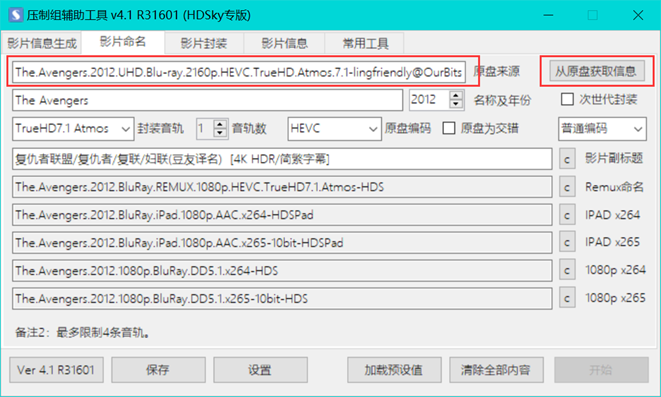 压制组辅助工具 v4.1 R31601 (HDSky专版)
影片信息生成 影片命名 影片封装 影片信息 常用工具
The.Avengers.2012.UHD.Blu-ray.2160p.HEVC.TrueHD.Atmos.7.1-lingfriendly@OurBits 原盘来源 从原盘获取信息
The Avengers 2012 名称及年份 次世代封装
TrueHD7.1 Atmos 封装音轨 1 音轨数 HEVC 原盘编码 原盘为交错 普通编码
复仇者联盟/复仇者/复联/妇联(豆友译名) [4K HDR/简繁字幕] c 影片副标题
The.Avengers.2012.BluRay.REMUX.1080p.HEVC.TrueHD7.1.Atmos-HDS c Remux命名
The.Avengers.2012.BluRay.iPad.1080p.AAC.x264-HDSPad c IPAD x264
The.Avengers.2012.BluRay.iPad.1080p.AAC.x265-10bit-HDSPad c IPAD x265
The.Avengers.2012.1080p.BluRay.DD5.1.x264-HDS c 1080p x264
The.Avengers.2012.1080p.BluRay.DD5.1.x265-10bit-HDS c 1080p x265
备注2：最多限制4条音轨。
Ver 4.1 R31601 保存 设置 加载预设值 清除全部内容 开始